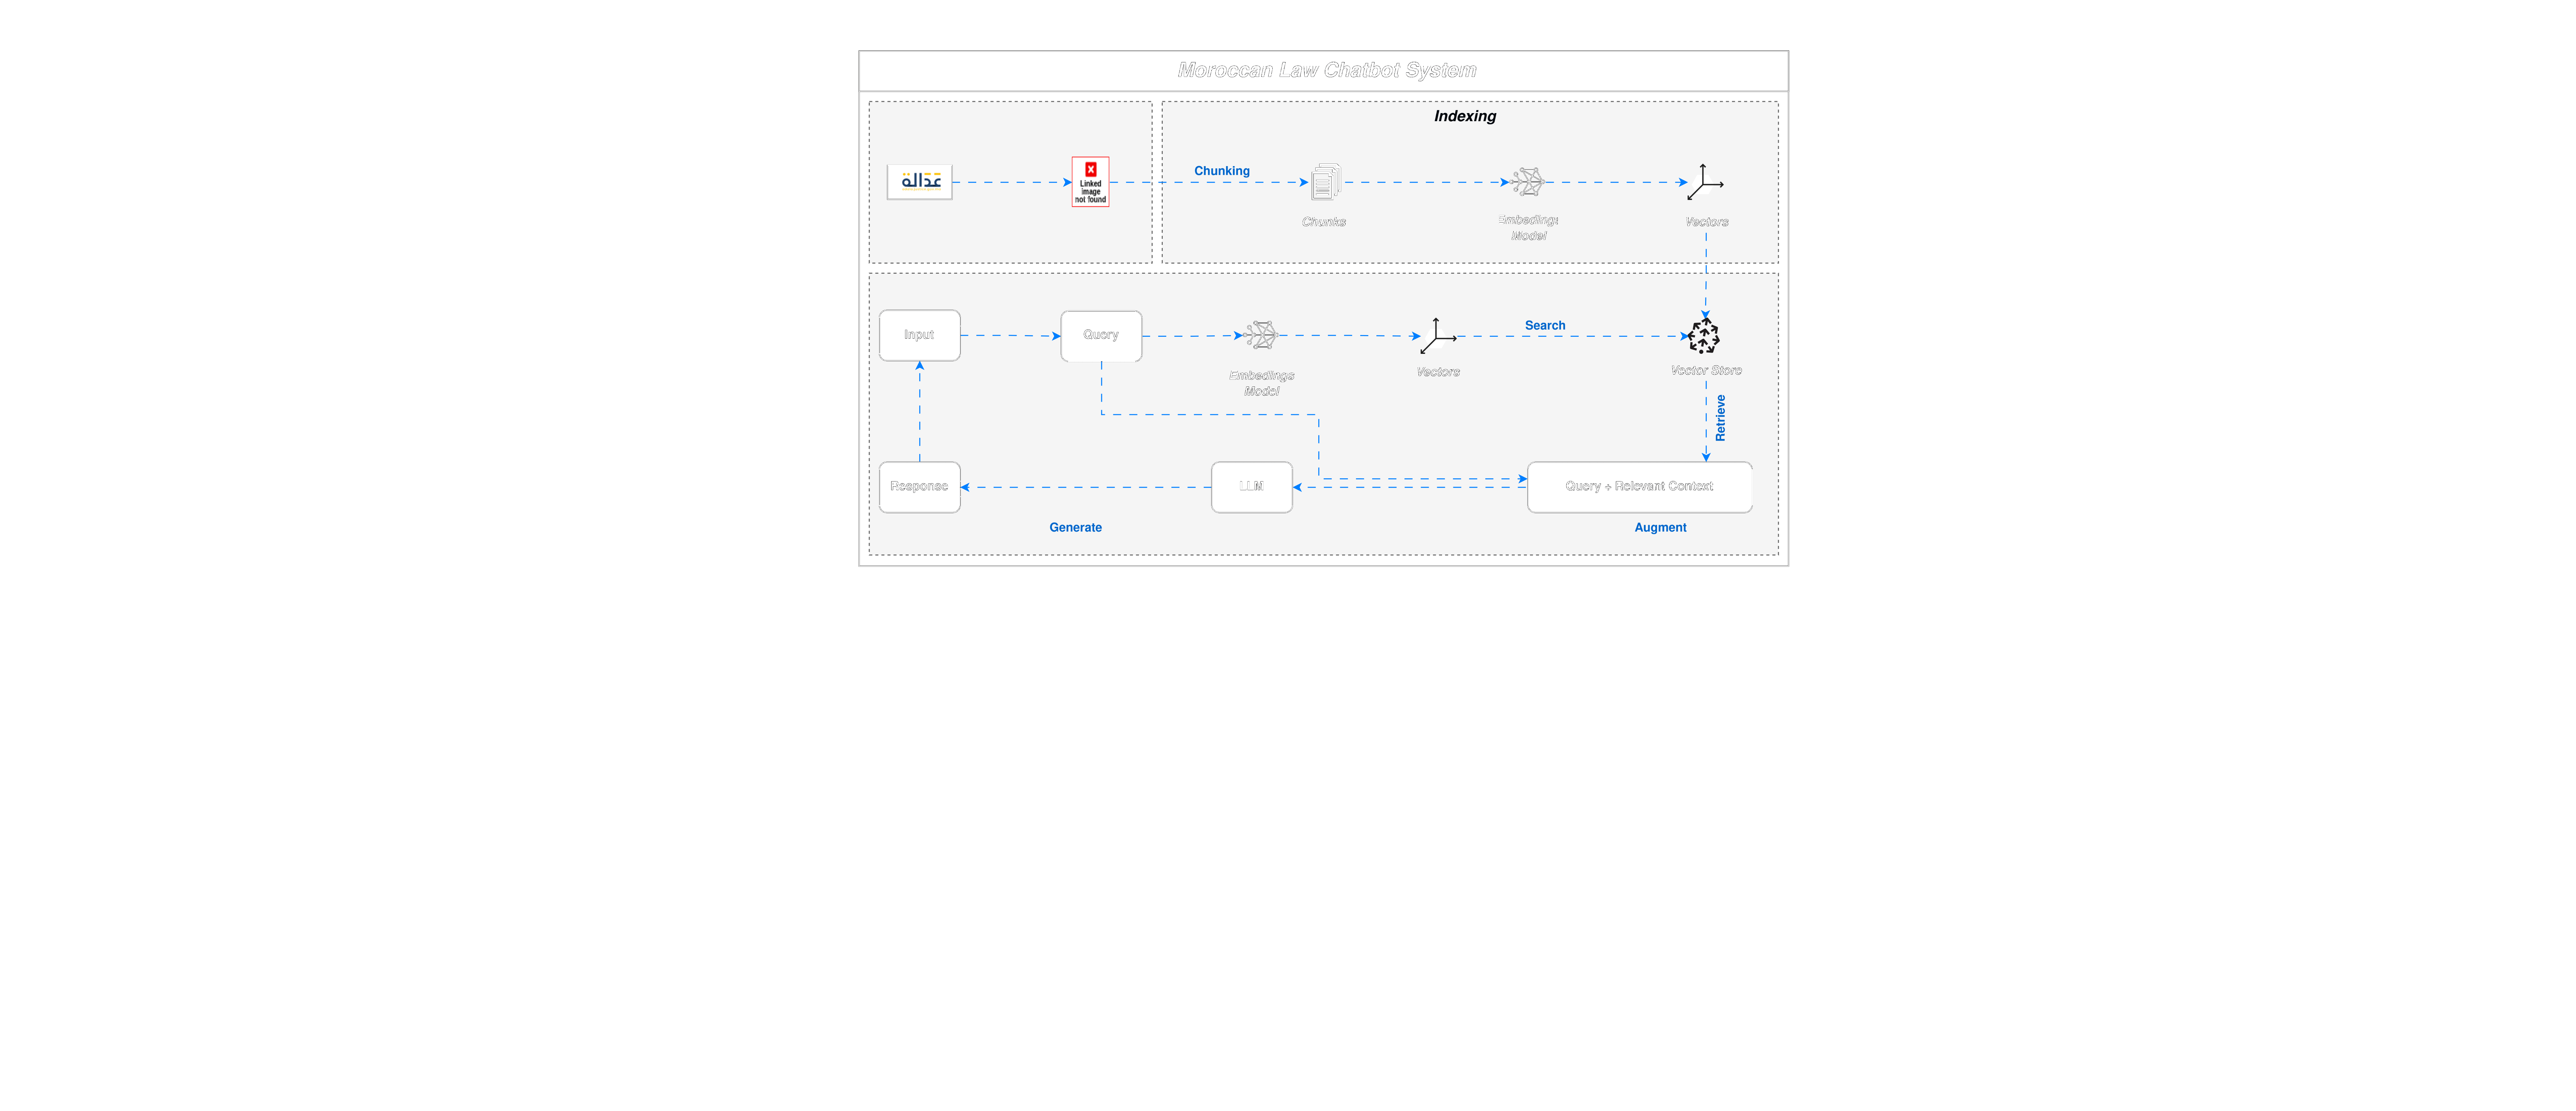 Moroccan Law Chatbot System
Indexing
عدالة
Linked
image
not found
Chunking
Chunks
Embedings
Model
Vectors
Input
Query
Embedings
Model
Vectors
Search
Vector Store
Retrieve
Response
LLM
Query + Relevant Context
Generate
Augment